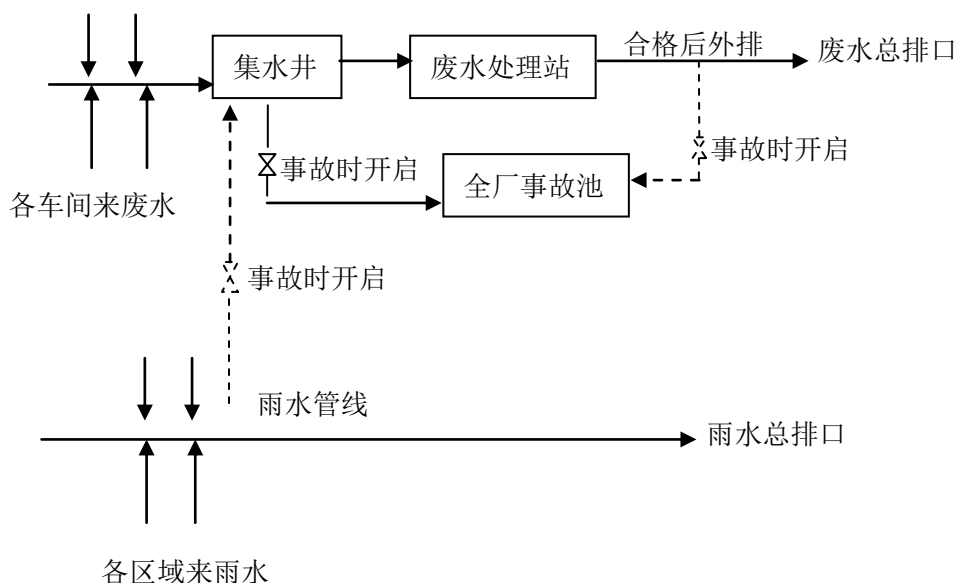 合格后外排
废水总排口
集水井
废水处理站
事故时开启
事故时开启
全厂事故池
各车间来废水
事故时开启
雨水管线
雨水总排口
各区域来雨水